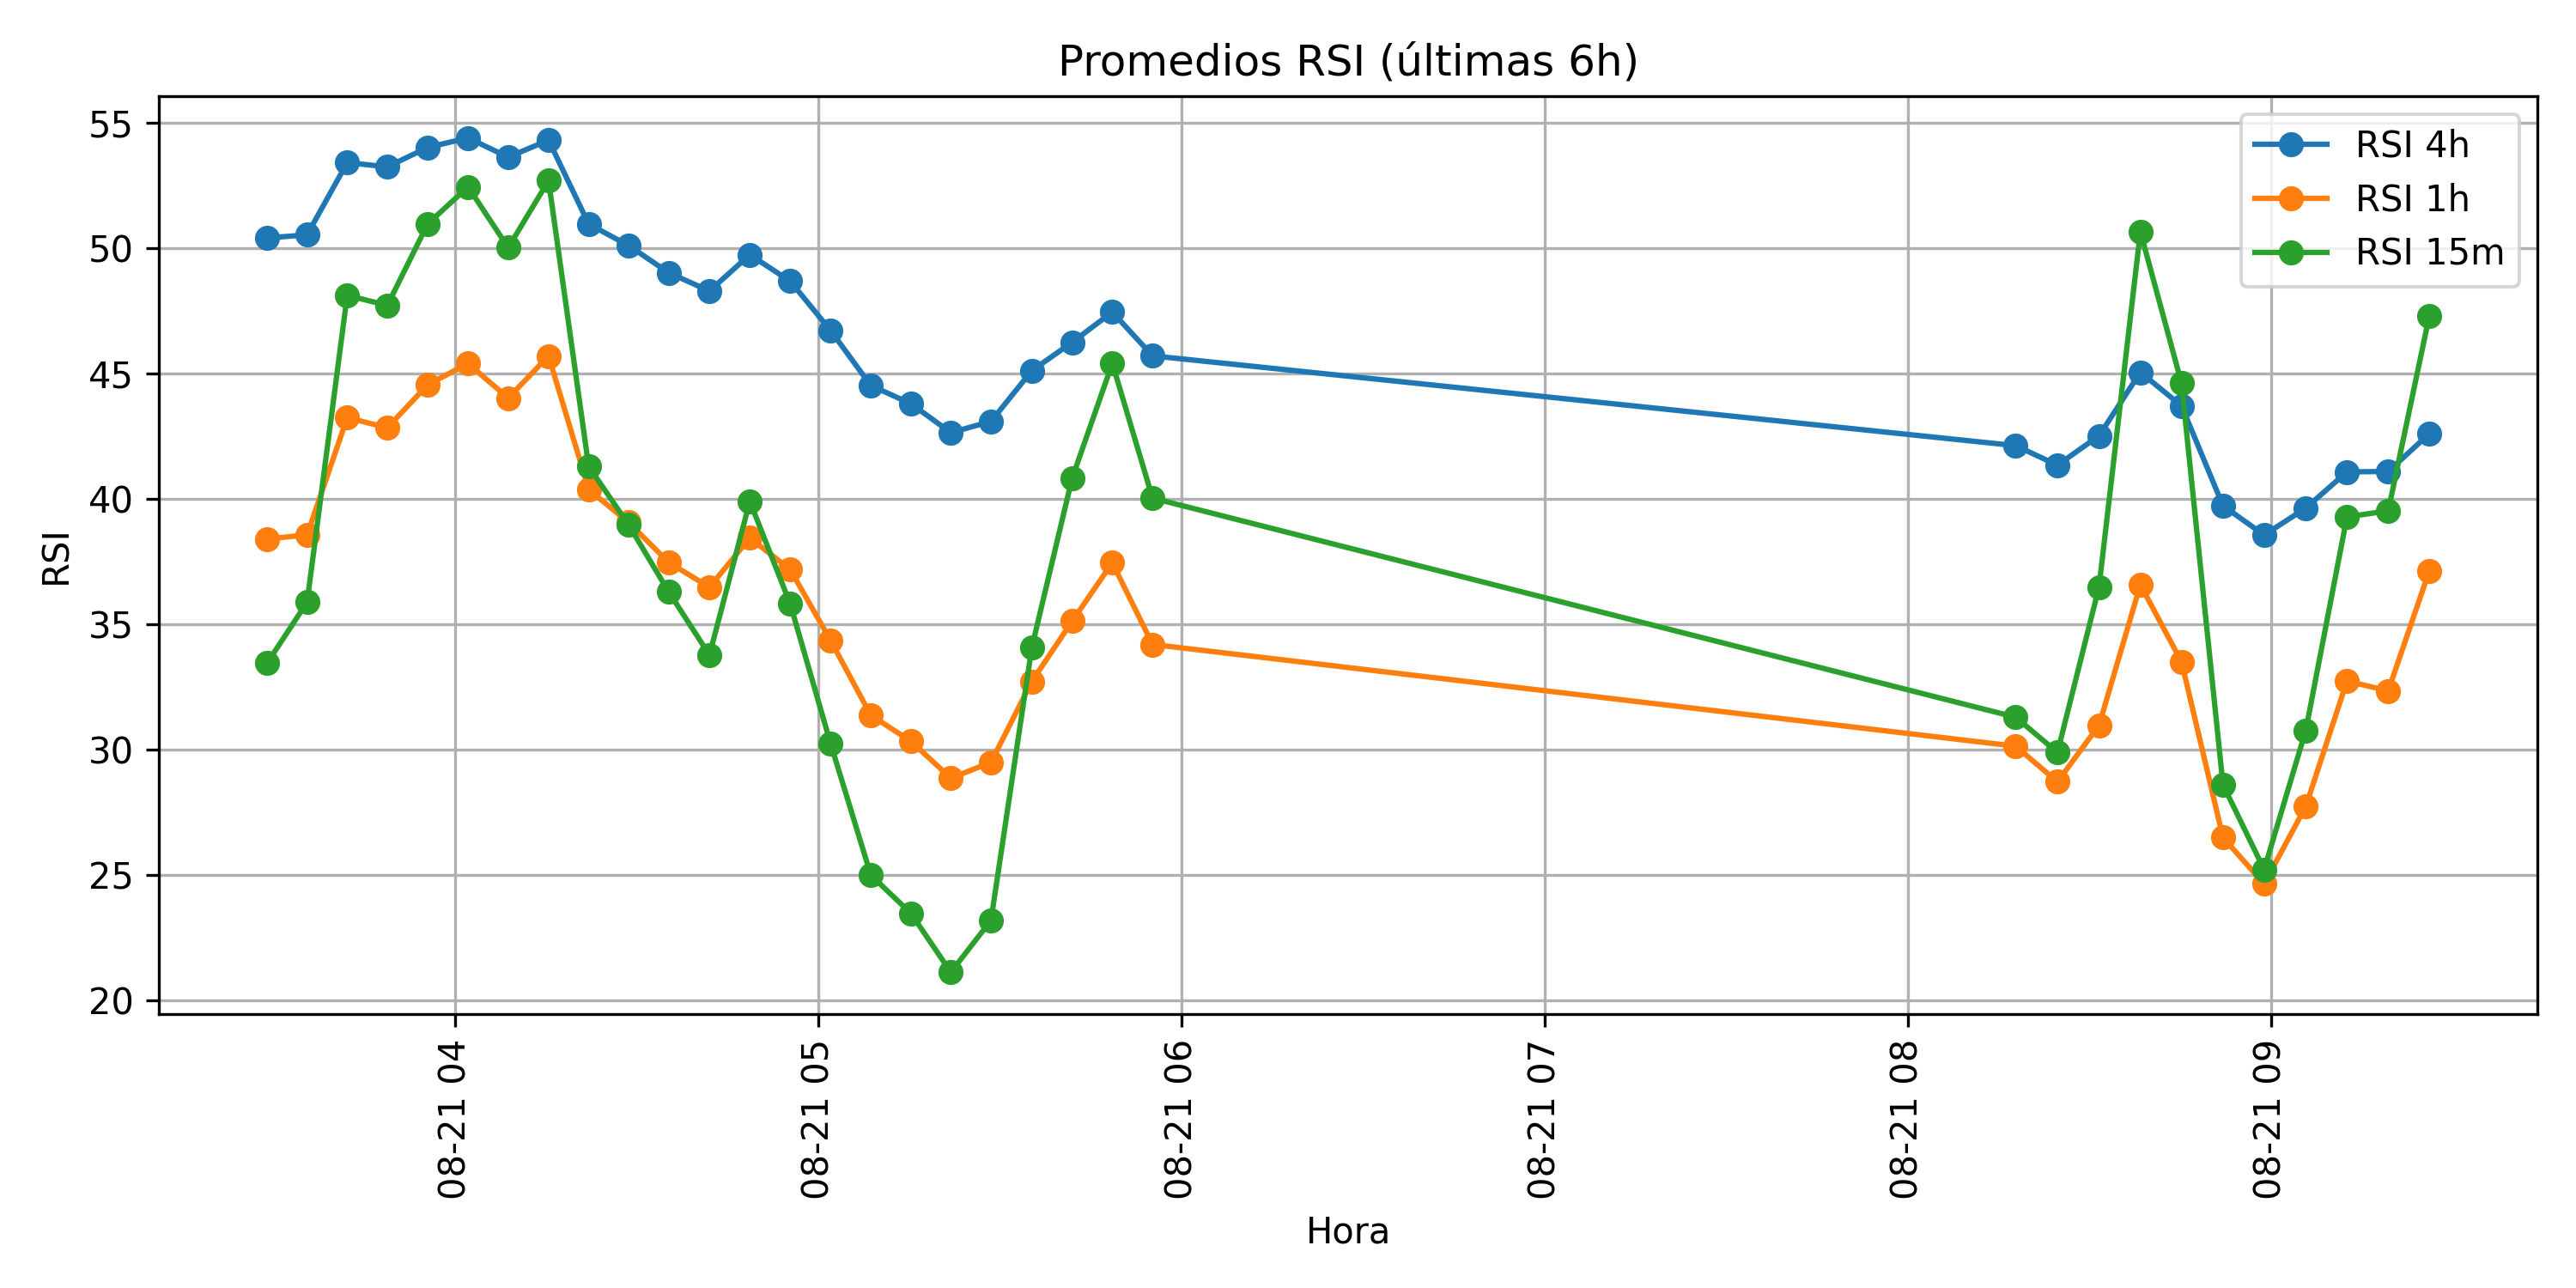 Promedios RSI (últimas 6h)
RSI 4h
RSI 1h
RSI 15m
55
50
45
40
35
30
25
20
RSI
08-21 04
08-21 05
08-21 06
08-21 07
08-21 08
08-21 09
Hora